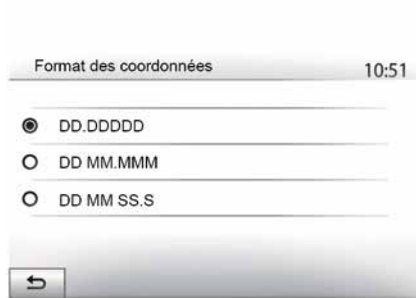 Format des coordonnées
10:51
DD.DDDDD
DD MM.MMM
DD MM SS.S